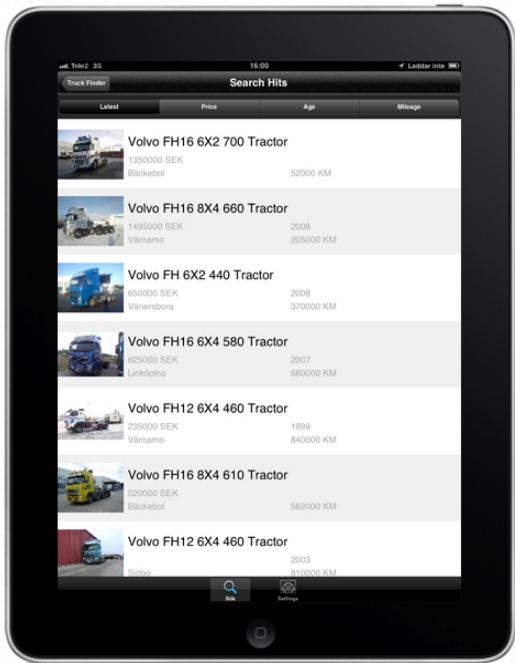 Tele2 3G 16:00 Laddar inte
Truck Finder Search Hits
Latest Price Age Mileage
Volvo FH16 6X2 700 Tractor
1350000 SEK
Bäckebol 52000 KM
Volvo FH16 8X4 660 Tractor
1495000 SEK 2008
Värnamo 205000 KM
Volvo FH 6X2 440 Tractor
650000 SEK 2008
Vänersborg 370000 KM
Volvo FH16 6X4 580 Tractor
625000 SEK 2007
Linköping 680000 KM
Volvo FH12 6X4 460 Tractor
235000 SEK 1999
Värnamo 840000 KM
Volvo FH16 8X4 610 Tractor
520000 SEK
Bäckebol 582000 KM
Volvo FH12 6X4 460 Tractor
2003
Sjöbo 810000 KM
Sök Settings